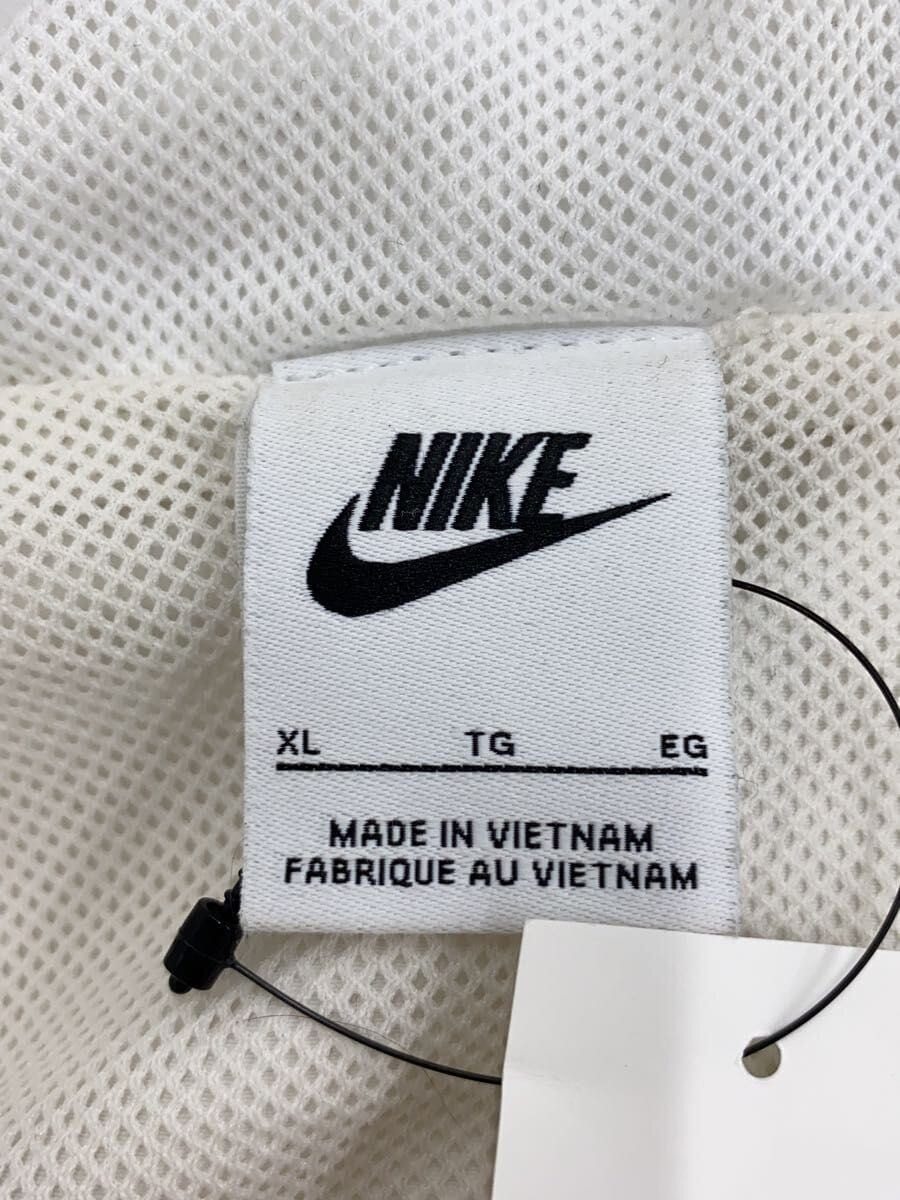 NIKE
XL TG EG
MADE IN VIETNAM
FABRIQUE AU VIETNAM